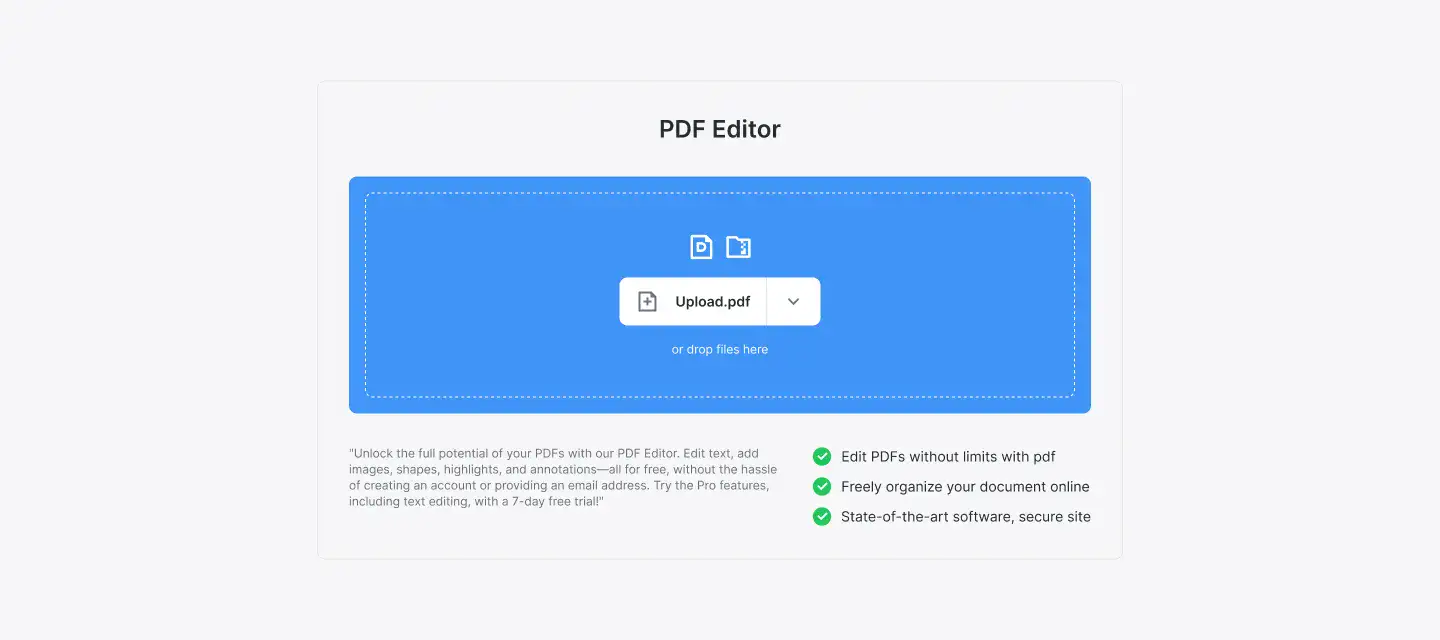 PDF Editor
D
Upload.pdf
or drop files here
"Unlock the full potential of your PDFs with our PDF Editor. Edit text, add
images, shapes, highlights, and annotations—all for free, without the hassle
of creating an account or providing an email address. Try the Pro features,
including text editing, with a 7-day free trial!"
Edit PDFs without limits with pdf
Freely organize your document online
State-of-the-art software, secure site